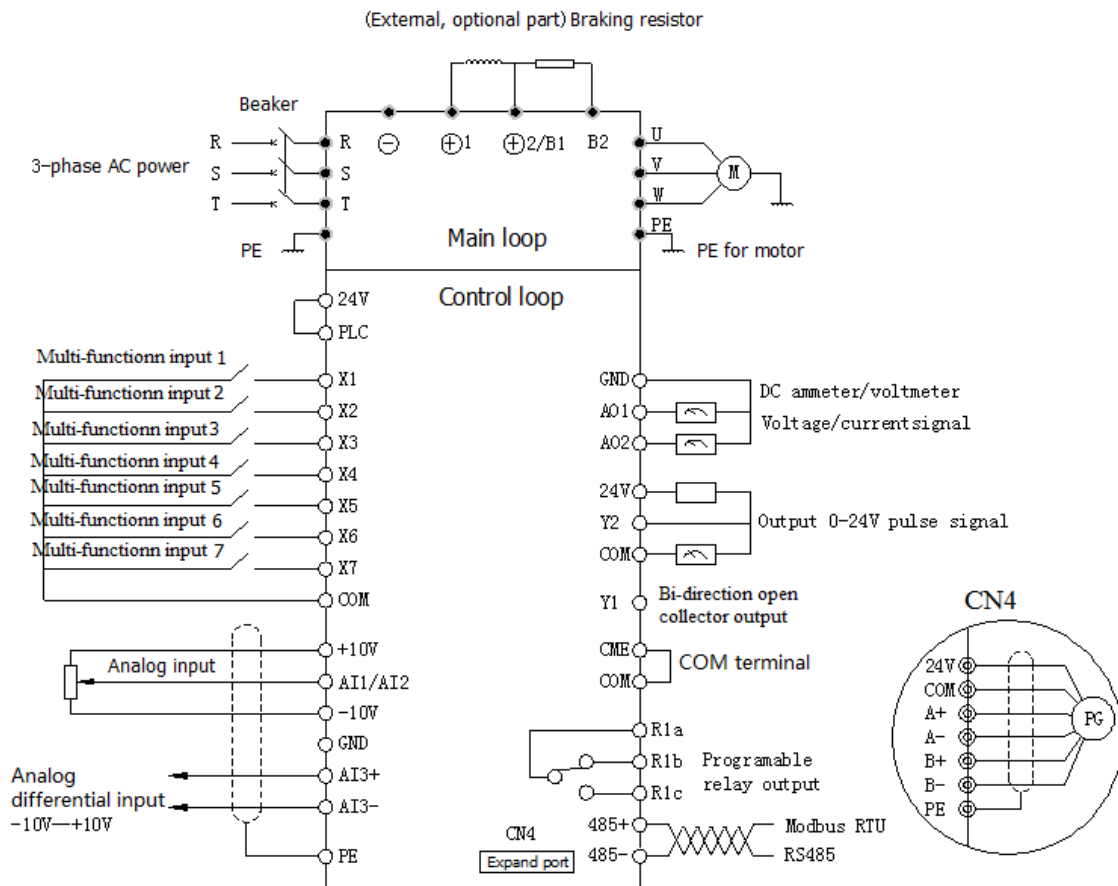 (External, optional part) Braking resistor
Beaker
3-phase AC power
R
S
T
R
S
T
PE
⊖
⊕1
⊕2/B1
B2
U
V
W
PE
M
PE for motor
Main loop
Control loop
24V
PLC
Multi-functionn input 1
Multi-functionn input 2
Multi-functionn input 3
Multi-functionn input 4
Multi-functionn input 5
Multi-functionn input 6
Multi-functionn input 7
X1
X2
X3
X4
X5
X6
X7
COM
+10V
Analog input
AI1/AI2
-10V
GND
AI3+
Analog
differential input
-10V—+10V
AI3-
PE
GND
AO1
AO2
DC ammeter/voltmeter
Voltage/currentsignal
24V
Y2
COM
Output 0-24V pulse signal
Y1
Bi-direction open
collector output
CME
COM
COM terminal
R1a
R1b
R1c
Programable
relay output
485+
485-
Modbus RTU
RS485
CN4
Expand port
CN4
24V
COM
A+
A-
B+
B-
PE
PG